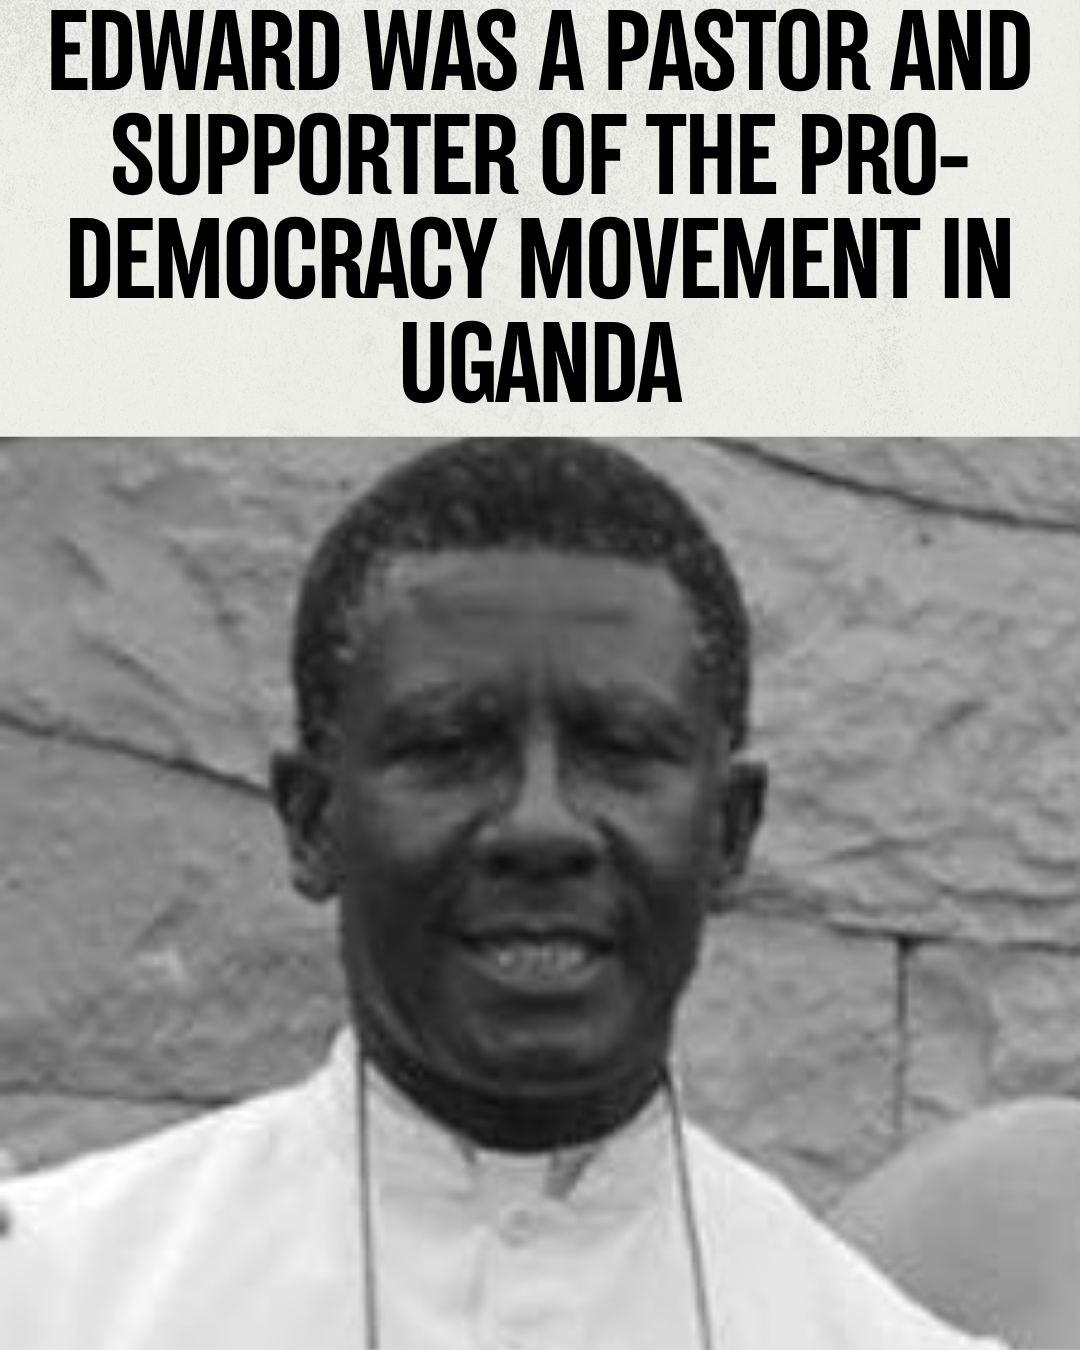 EDWARD WAS A PASTOR AND
SUPPORTER OF THE PRO-
DEMOCRACY MOVEMENT IN
UGANDA